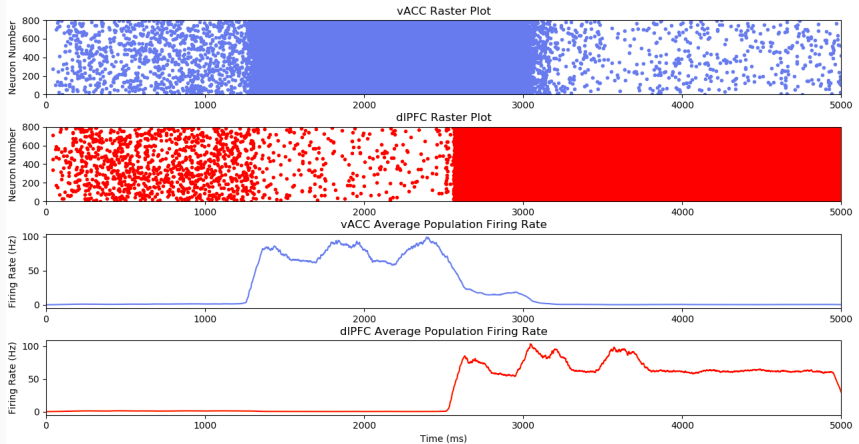 vACC Raster Plot
Neuron Number
800
600
400
200
0
0 1000 2000 3000 4000 5000
dlPFC Raster Plot
Neuron Number
800
600
400
200
0
0 1000 2000 3000 4000 5000
vACC Average Population Firing Rate
Firing Rate (Hz)
100
50
0
0 1000 2000 3000 4000 5000
dlPFC Average Population Firing Rate
Firing Rate (Hz)
100
50
0
0 1000 2000 3000 4000 5000
Time (ms)